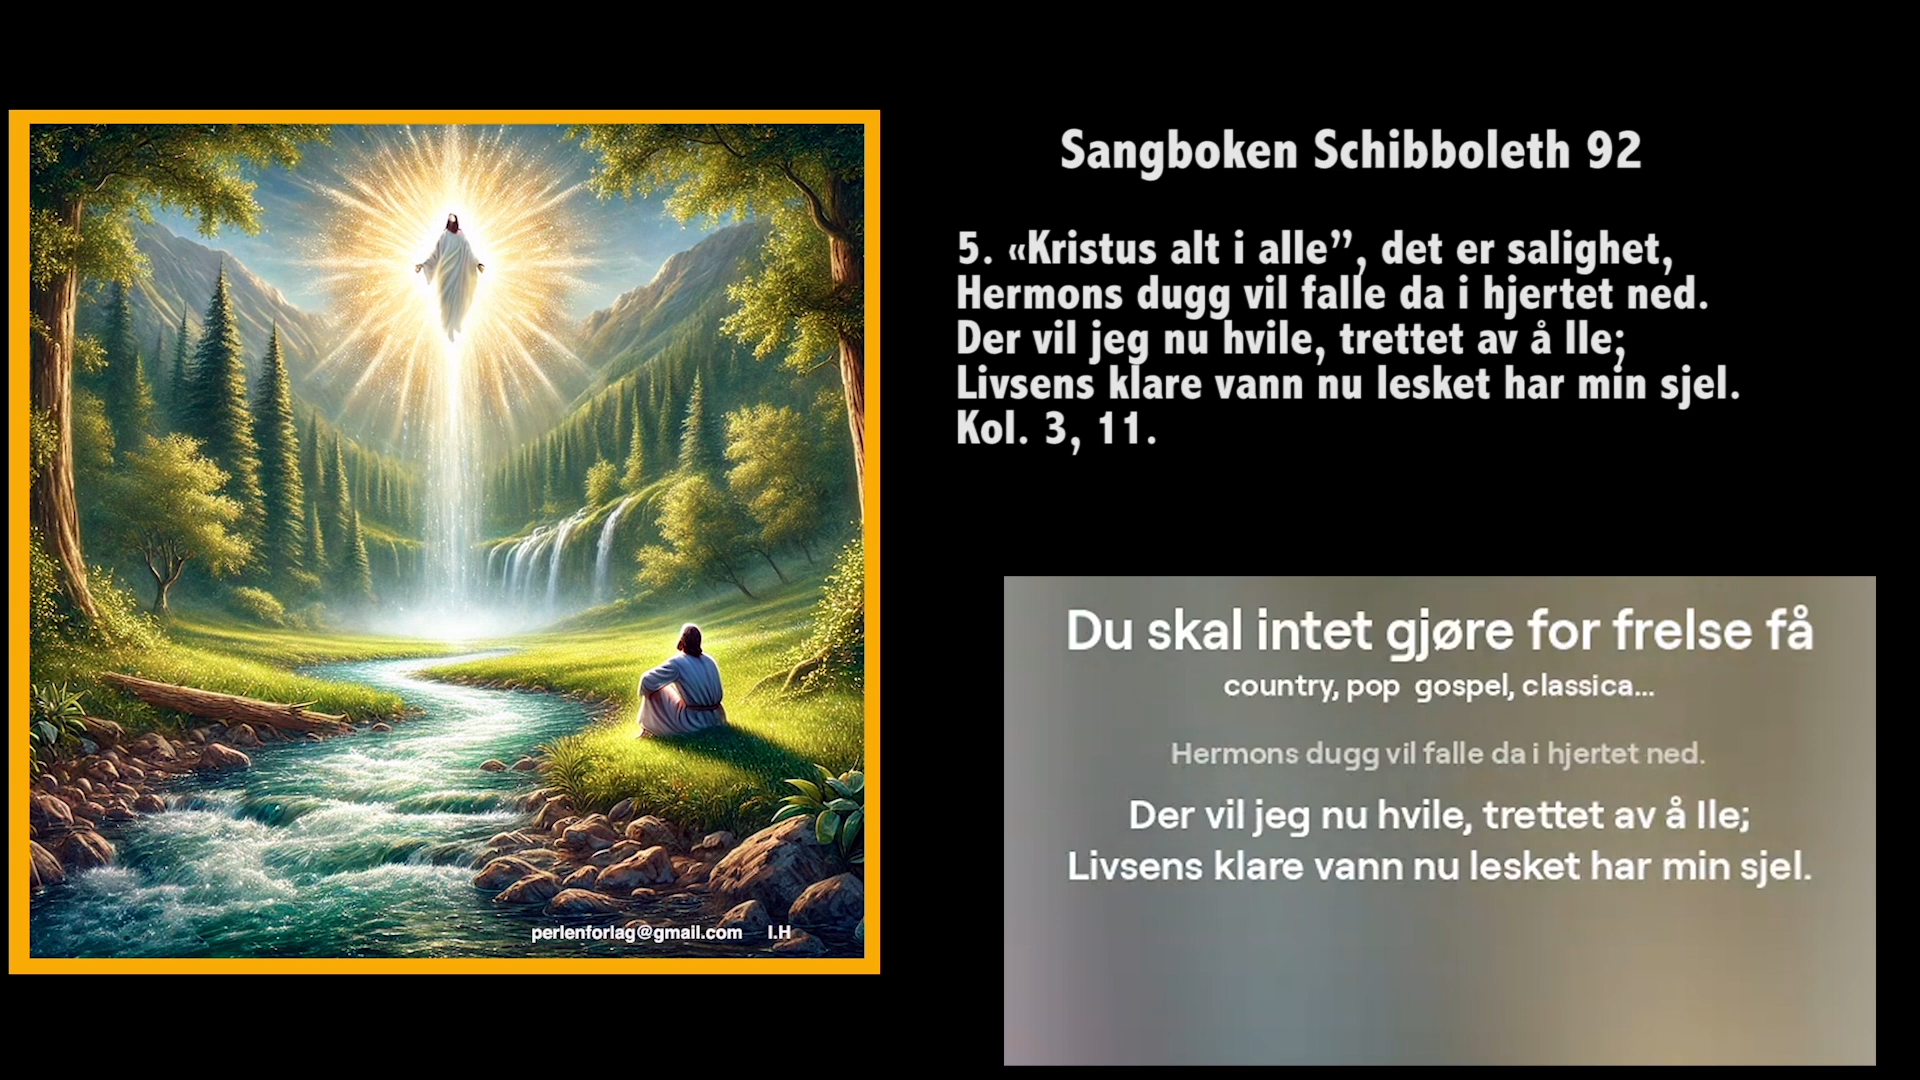 Sangboken Schibboleth 92
5. «Kristus alt i alle”, det er salighet,
Hermons dugg vil falle da i hjertet ned.
Der vil jeg nu hvile, trettet av å Ile;
Livsens klare vann nu lesket har min sjel.
Kol. 3, 11.
Du skal intet gjøre for frelse få
country, pop gospel, classica...
Hermons dugg vil falle da i hjertet ned.
Der vil jeg nu hvile, trettet av å Ile;
Livsens klare vann nu lesket har min sjel.
perlenforlag@gmail.com I.H